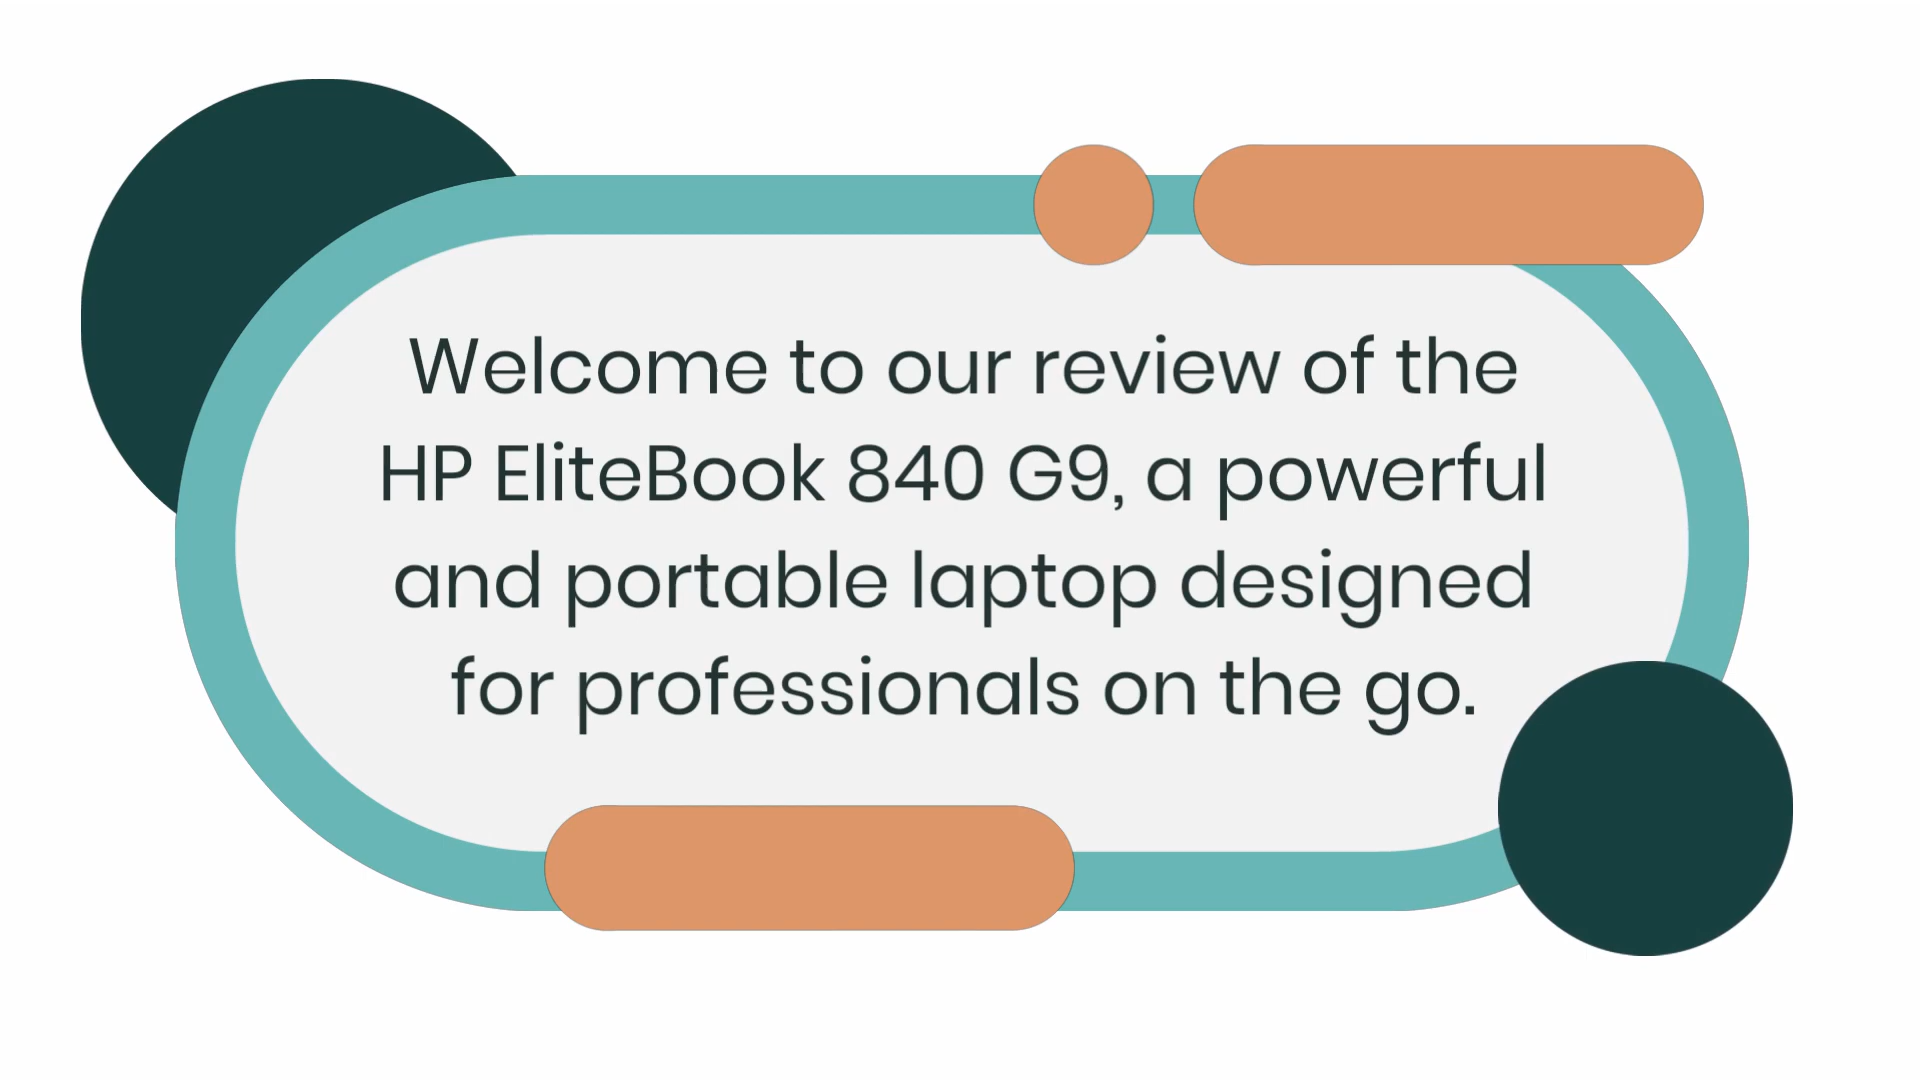 Welcome to our review of the
HP EliteBook 840 G9, a powerful
and portable laptop designed
for professionals on the go.